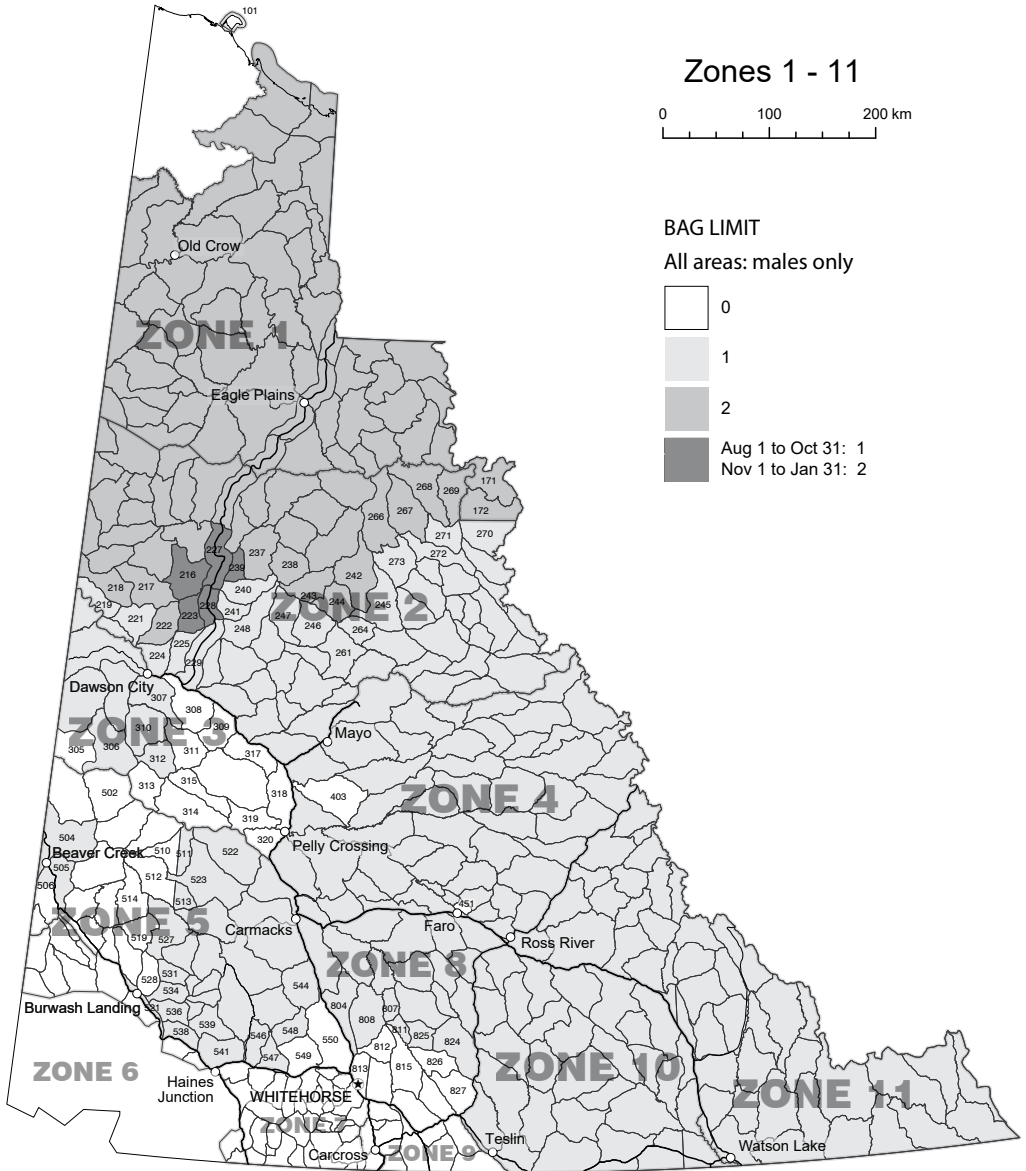 101
Zones 1 - 11
0 100 200 km
BAG LIMIT
All areas: males only
0
1
2
Aug 1 to Oct 31: 1
Nov 1 to Jan 31: 2
Old Crow
ZONE 1
Eagle Plains
268 269 171
266 267 172
271 270
227 237 272
216 239 238 273
242
218 217 240
219 243 244 245
228 241 ZONE 2
221 223 247
222 248 246 264
225
224 261
229
Dawson City
307
308
309
ZONE 3
310
Mayo
305 306 311 317
312
315
313 318
502 403 ZONE 4
314 319
504 320
Pelly Crossing
Beaver Creek 510 511 522
505
506 512 523
514 513
451
ZONE 5
Faro
Carmacks
519 527
Ross River
ZONE 8
528 531
534 544
Burwash Landing 521 536
804 807
808
538 539 546 548 811 825 824
550
812
541 547 549 826
813 815
ZONE 6
ZONE 10
Haines
Junction
827
WHITEHORSE
ZONE 11
ZONE 7
Teslin
Watson Lake
Carcross
ZONE 9